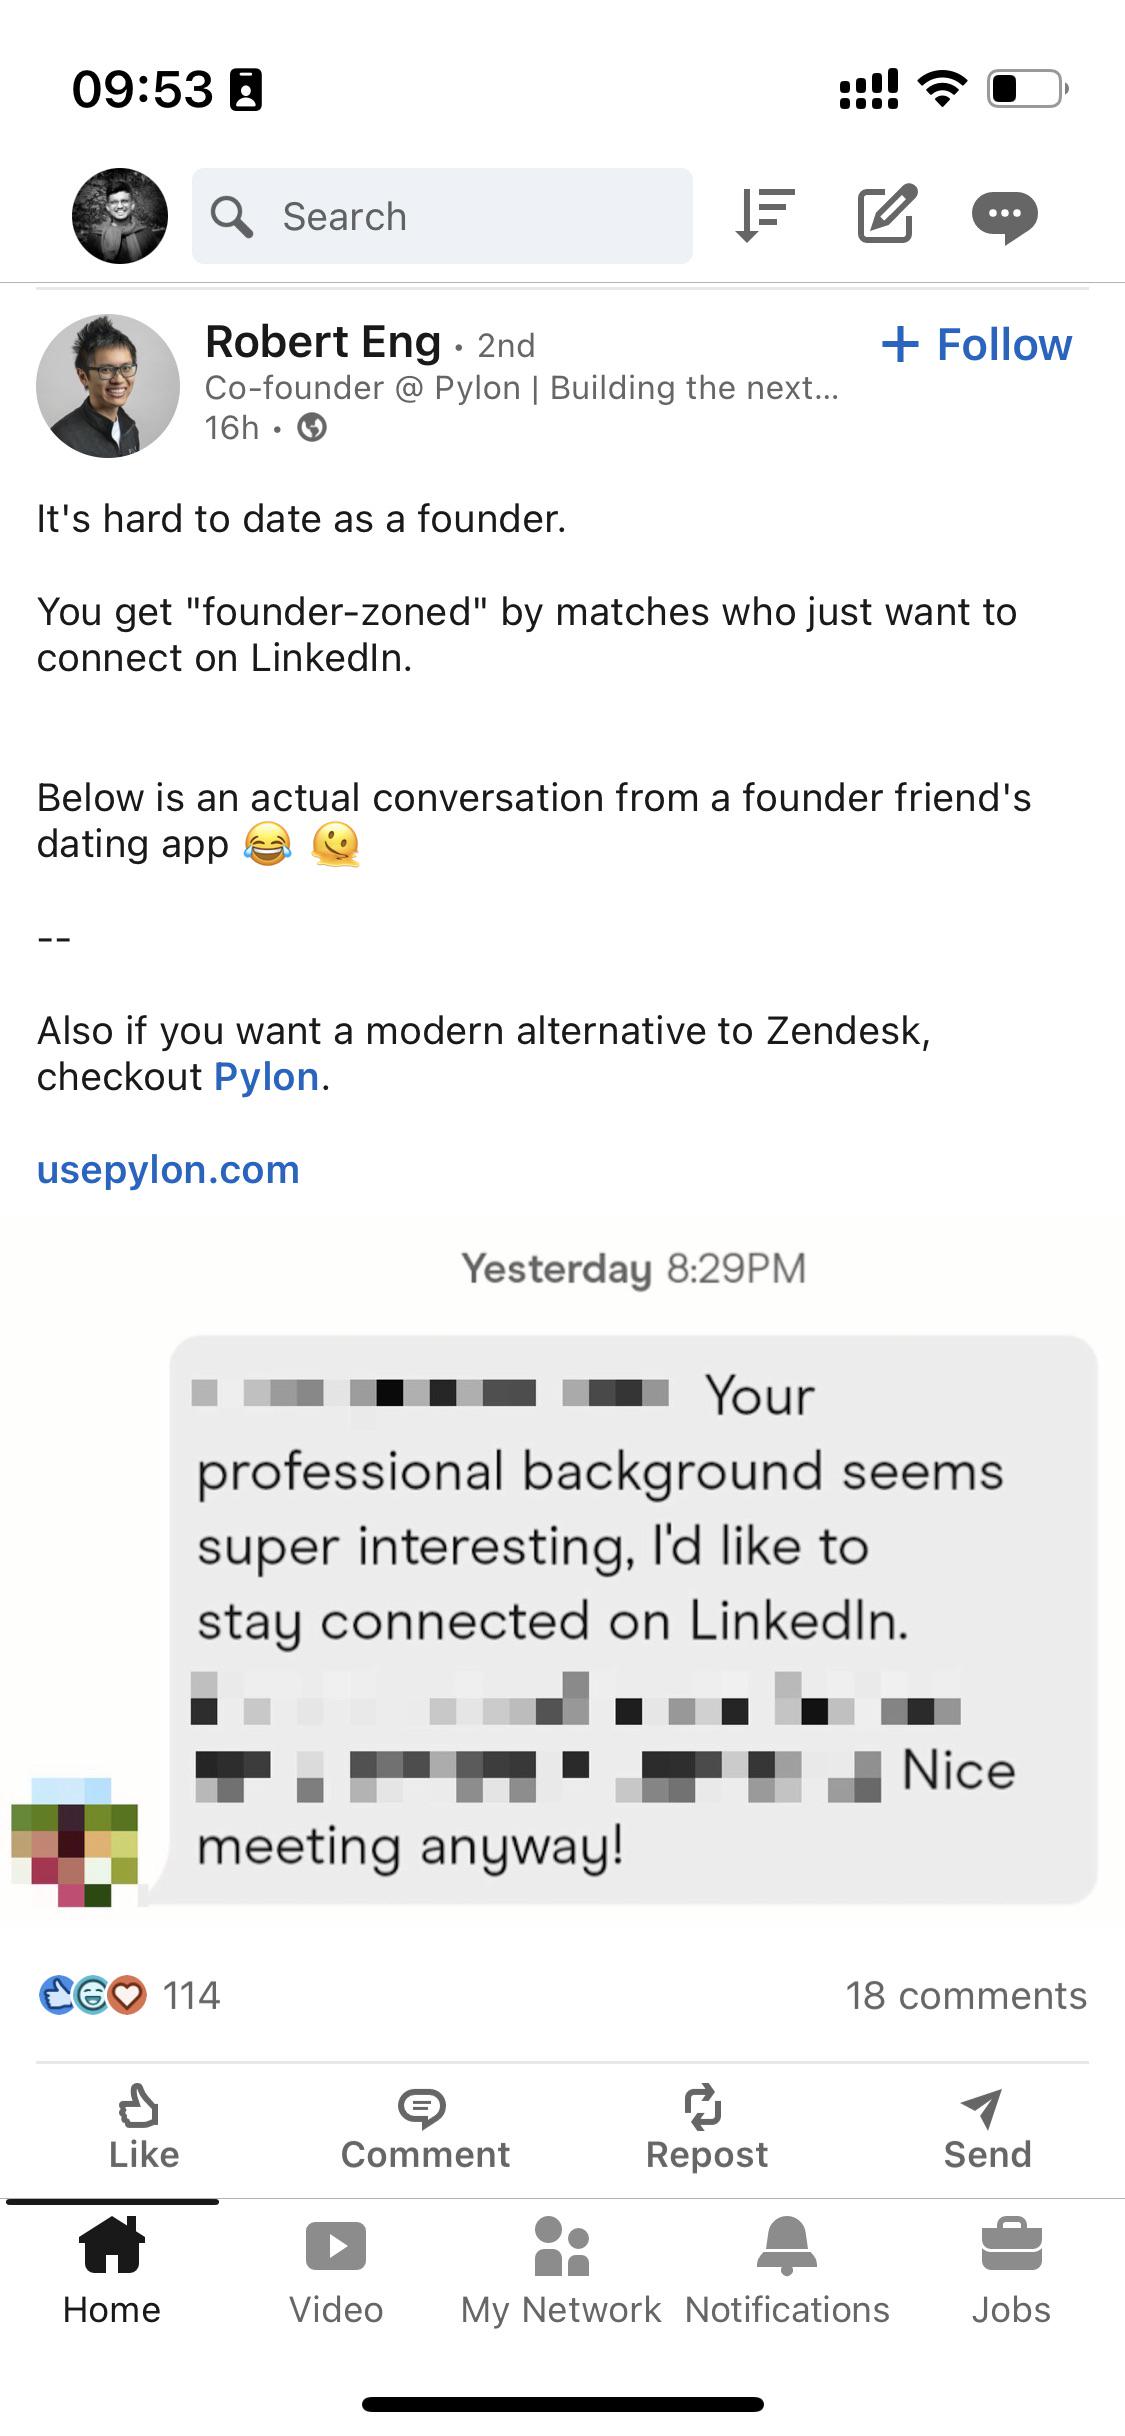 09:53
Search
Robert Eng • 2nd
+ Follow
Co-founder @ Pylon | Building the next...
16h •
It's hard to date as a founder.
You get "founder-zoned" by matches who just want to
connect on LinkedIn.
Below is an actual conversation from a founder friend's
dating app 😂 🫠
--
Also if you want a modern alternative to Zendesk,
checkout Pylon.
usepylon.com
Yesterday 8:29PM
Your
professional background seems
super interesting, I'd like to
stay connected on LinkedIn.
Nice
meeting anyway!
114
18 comments
Like Comment Repost Send
Home Video My Network Notifications Jobs